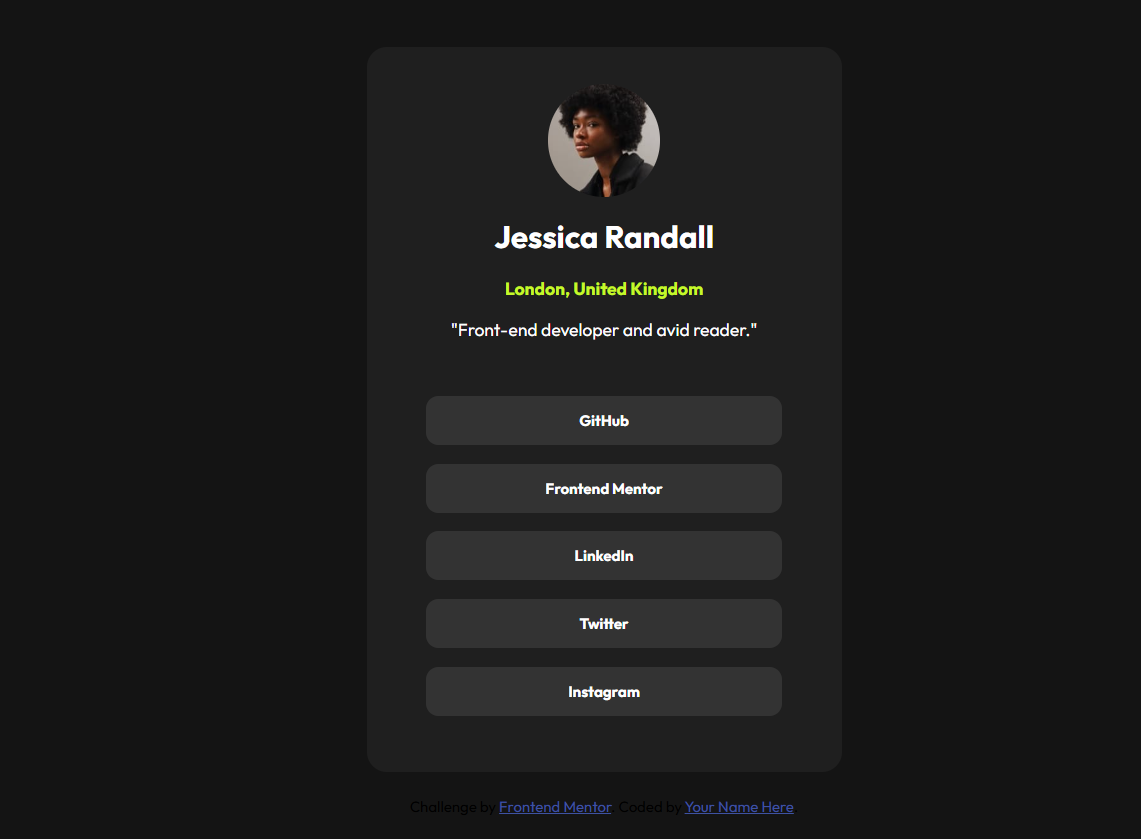 Jessica Randall
London, United Kingdom
"Front-end developer and avid reader."
GitHub
Frontend Mentor
LinkedIn
Twitter
Instagram
Challenge by Frontend Mentor. Coded by Your Name Here.